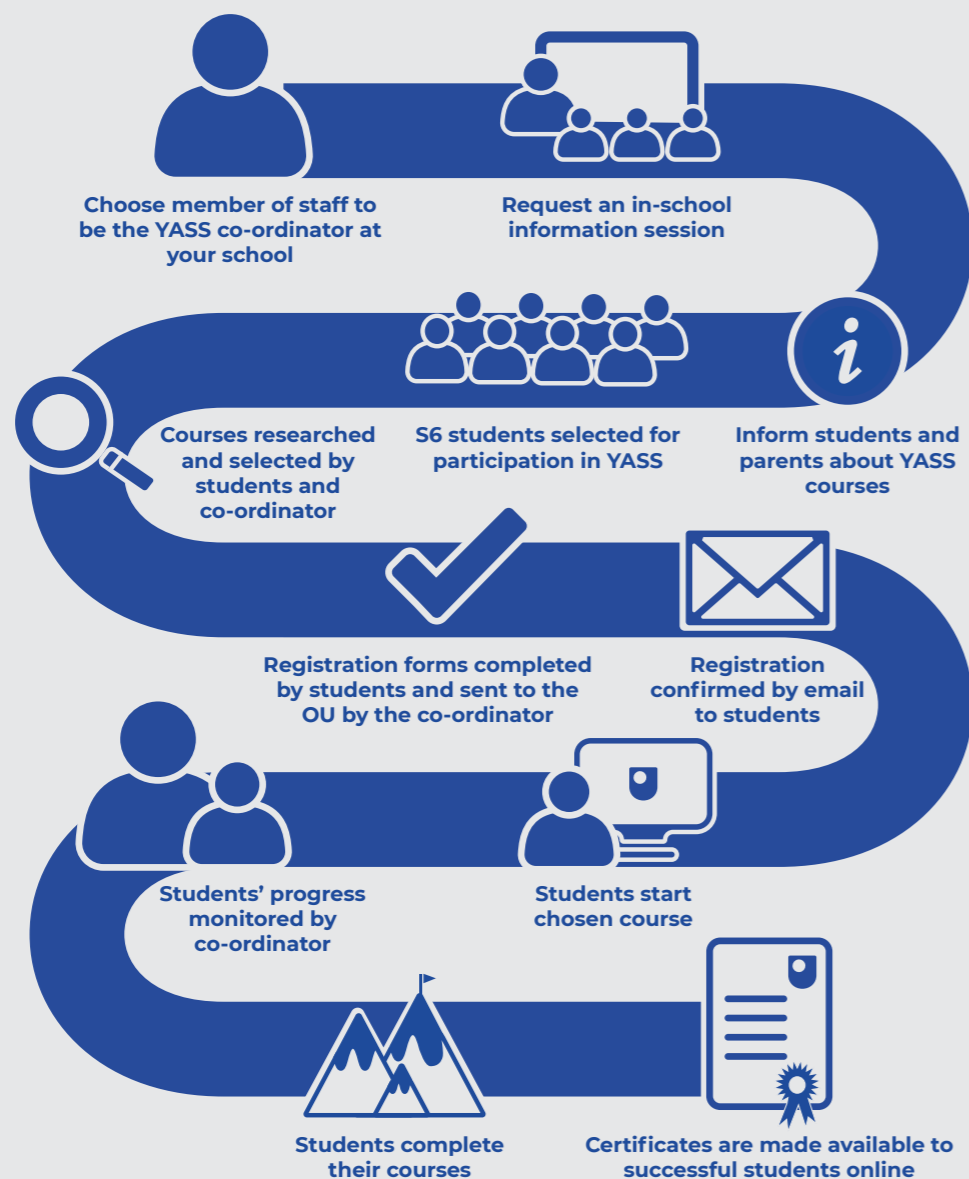 Choose member of staff to
be the YASS co-ordinator at
your school
Request an in-school
information session
Inform students and
parents about YASS
courses
S6 students selected for
participation in YASS
Courses researched
and selected by
students and
co-ordinator
Registration forms completed
by students and sent to the
OU by the co-ordinator
Registration
confirmed by email
to students
Students start
chosen course
Students’ progress
monitored by
co-ordinator
Students complete
their courses
Certificates are made available to
successful students online